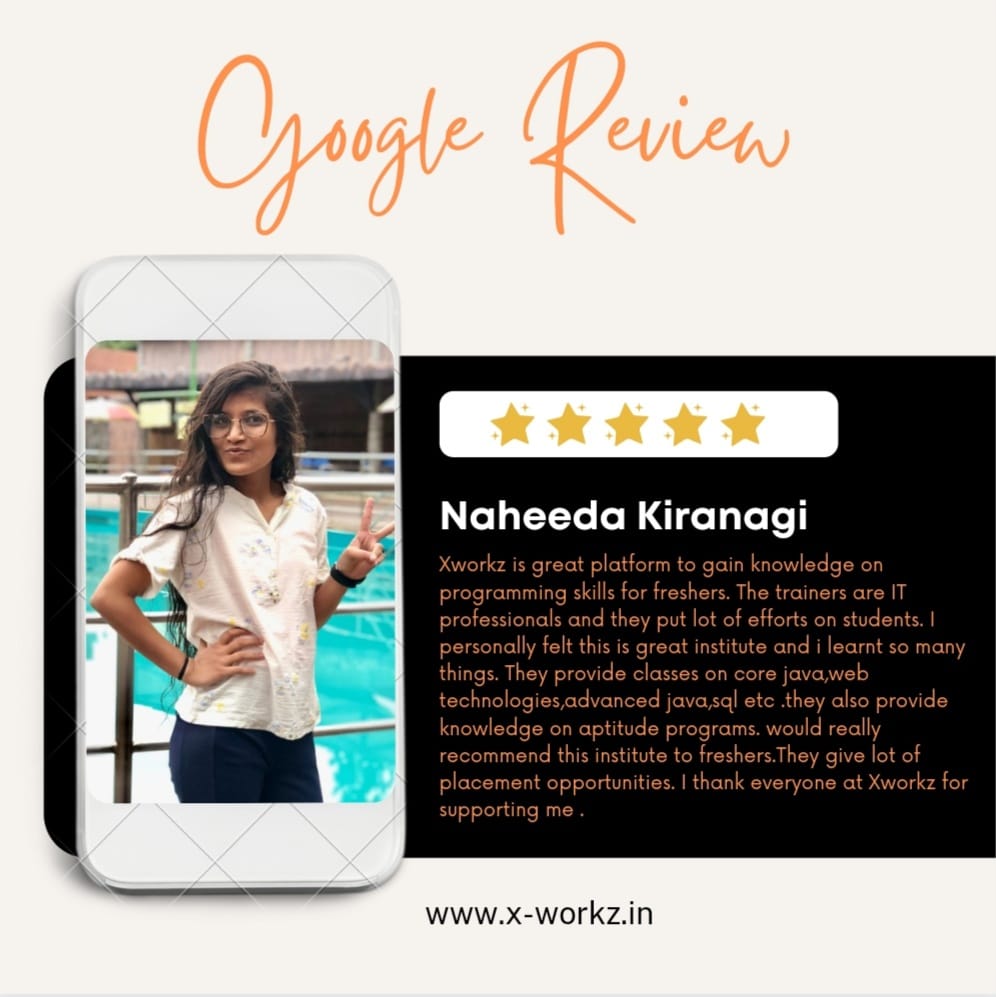 Google Review
Naheeda Kiranagi
Xworkz is great platform to gain knowledge on
programming skills for freshers. The trainers are IT
professionals and they put lot of efforts on students. I
personally felt this is great institute and i learnt so many
things. They provide classes on core java,web
technologies,advanced java,sql etc .they also provide
knowledge on aptitude programs. would really
recommend this institute to freshers.They give lot of
placement opportunities. I thank everyone at Xworkz for
supporting me .
www.x-workz.in